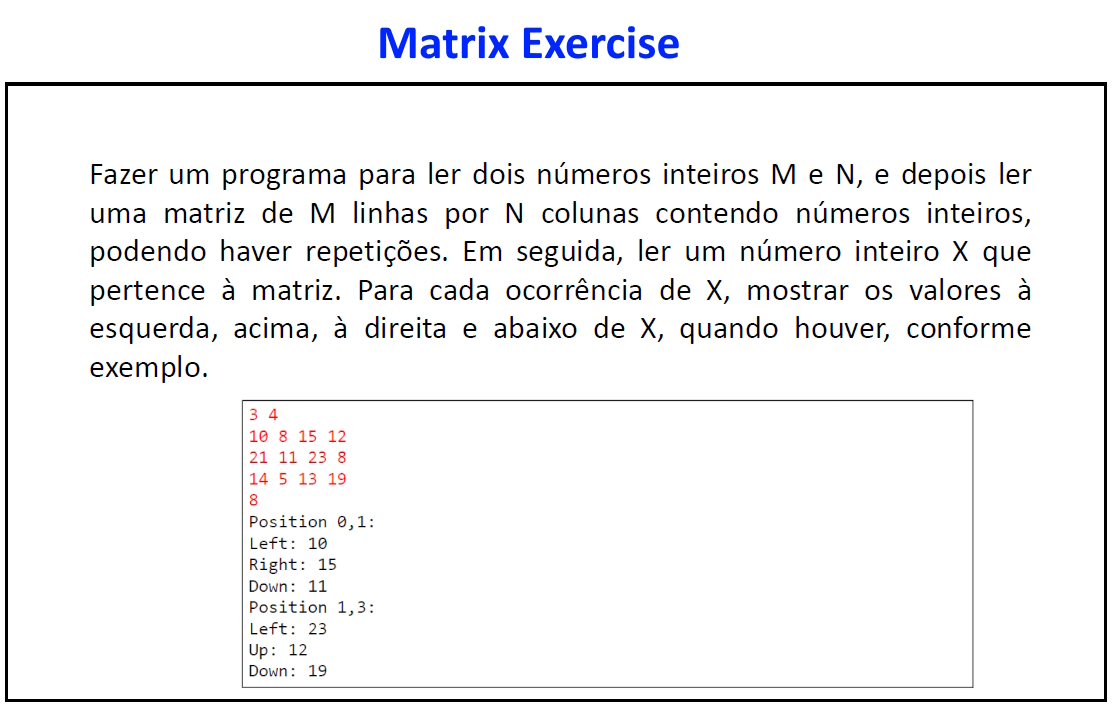 Matrix Exercise
Fazer um programa para ler dois números inteiros M e N, e depois ler
uma matriz de M linhas por N colunas contendo números inteiros,
podendo haver repetições. Em seguida, ler um número inteiro X que
pertence à matriz. Para cada ocorrência de X, mostrar os valores à
esquerda, acima, à direita e abaixo de X, quando houver, conforme
exemplo.
3 4
10 8 15 12
21 11 23 8
14 5 13 19
8
Position 0,1:
Left: 10
Right: 15
Down: 11
Position 1,3:
Left: 23
Up: 12
Down: 19